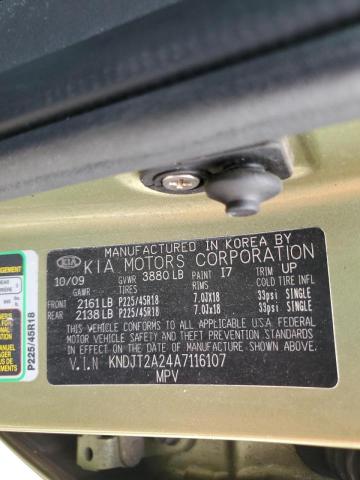 MANUFACTURED IN KOREA BY
KIA KIA MOTORS CORPORATION
10/09 GVWR 3880 LB PAINT 17 TRIM UP
GAWR: TIRES RIMS COLD TIRE INFL
FRONT 2161 LB P225/45R18 7.0JX18 33psi SINGLE
REAR 2138 LB P225/45R18 7.0JX18 33psi SINGLE
THIS VEHICLE CONFORMS TO ALL APPLICABLE U.S.A FEDERAL
MOTOR VEHICLE SAFETY BUMPER, AND THEFT PREVENTION
STANDARDS IN EFFECT ON THE DATE OF MANUFACTURE SHOWN ABOVE
V.I.N KNDJT2A24A7116107
MPV
P225/45R18